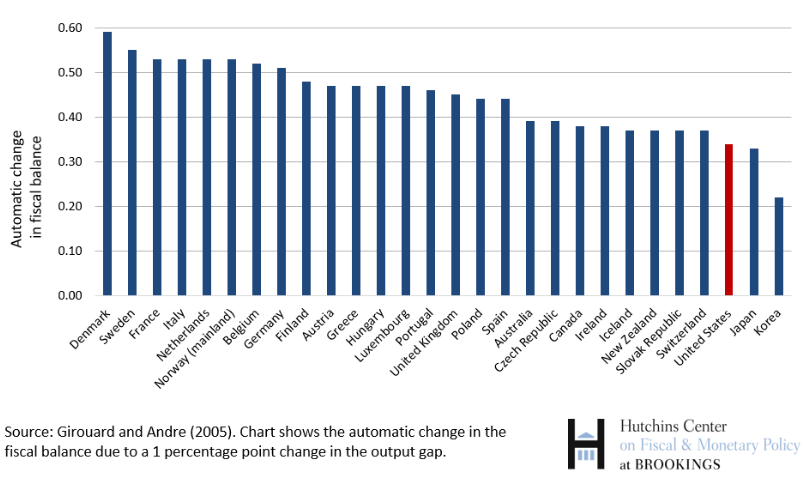 0.60
0.50
0.40
0.30
0.20
0.10
0.00
Automatic change
in fiscal balance
Denmark
Sweden
France
Italy
Netherlands
Norway (mainland)
Belgium
Germany
Finland
Austria
Greece
Hungary
Luxembourg
Portugal
United Kingdom
Poland
Spain
Australia
Czech Republic
Canada
Ireland
Iceland
New Zealand
Slovak Republic
Switzerland
United States
Japan
Korea
Source: Girouard and Andre (2005). Chart shows the automatic change in the
fiscal balance due to a 1 percentage point change in the output gap.
Hutchins Center
on Fiscal & Monetary Policy
at BROOKINGS